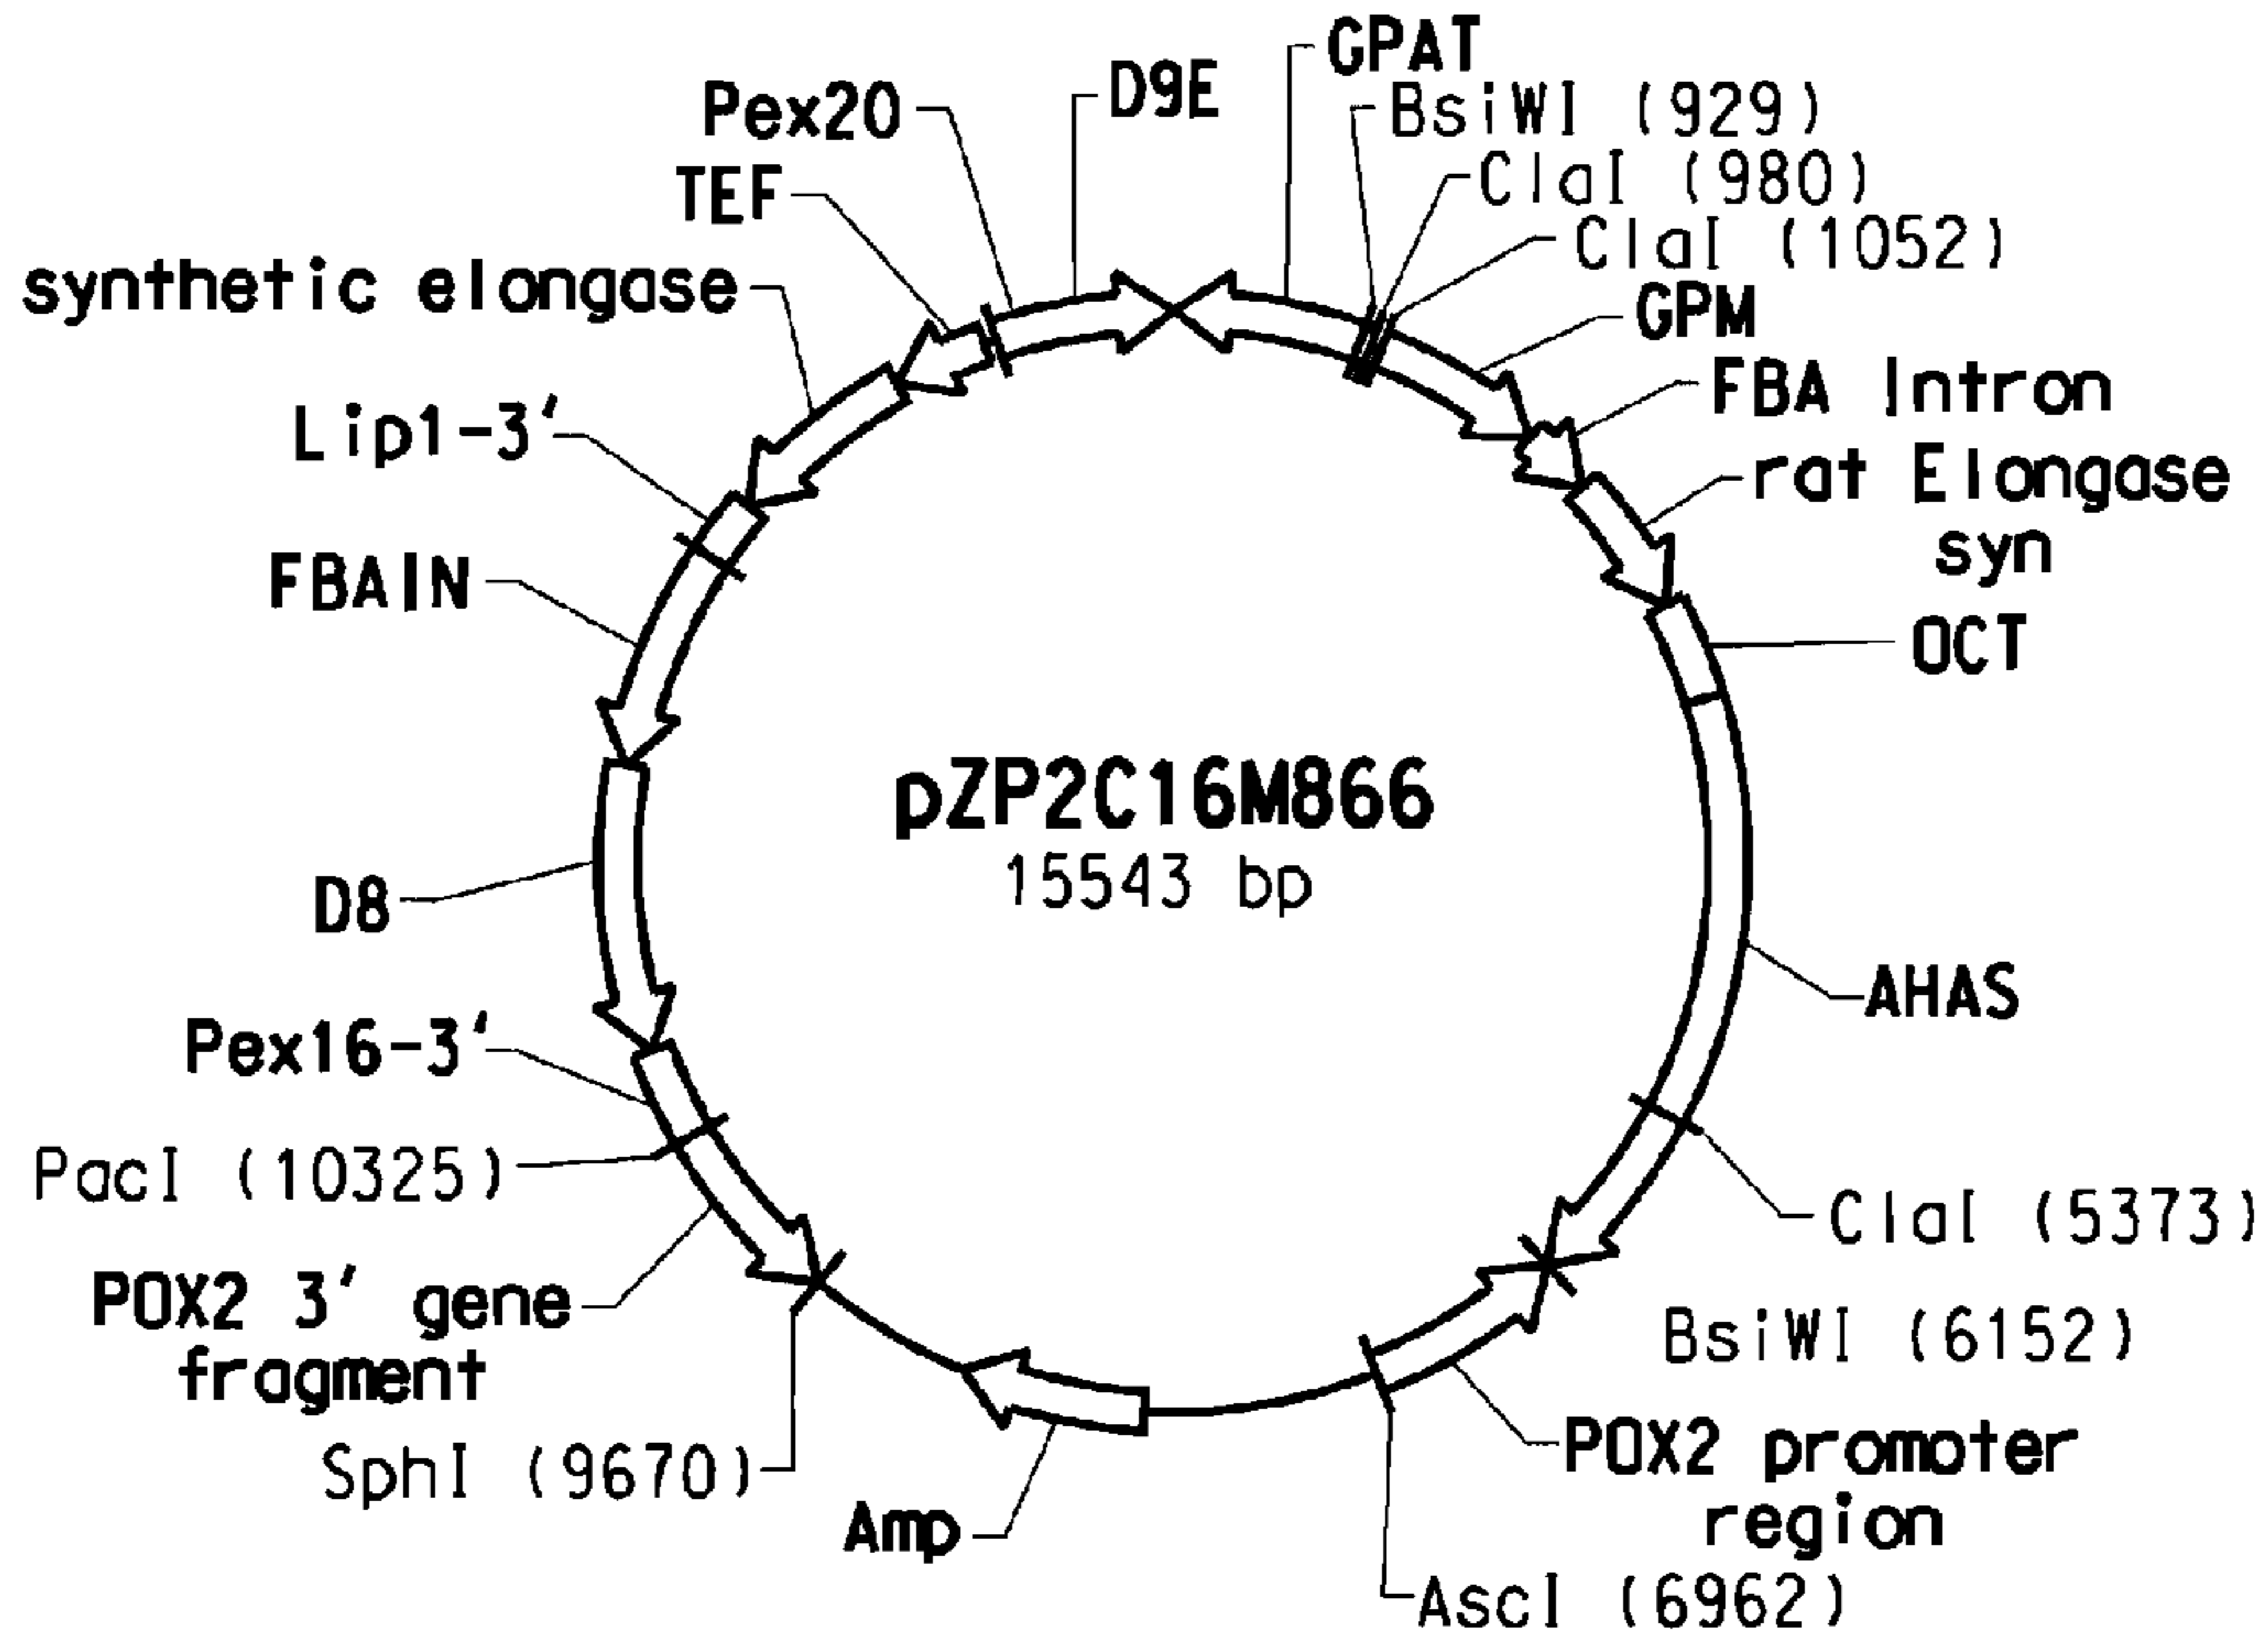 GPAT
D9E
Pex20
BsiWI (929)
ClaI (980)
TEF
ClaI (1052)
synthetic elongase
GPM
FBA Intron
Lip1-3'
rat Elongase
syn
FBAIN
OCT
pZP2C16M866
15543 bp
D8
AHAS
Pex16-3'
PacI (10325)
ClaI (5373)
POX2 3' gene
fragment
BsiWI (6152)
POX2 promoter
region
SphI (9670)
Amp
AscI (6962)